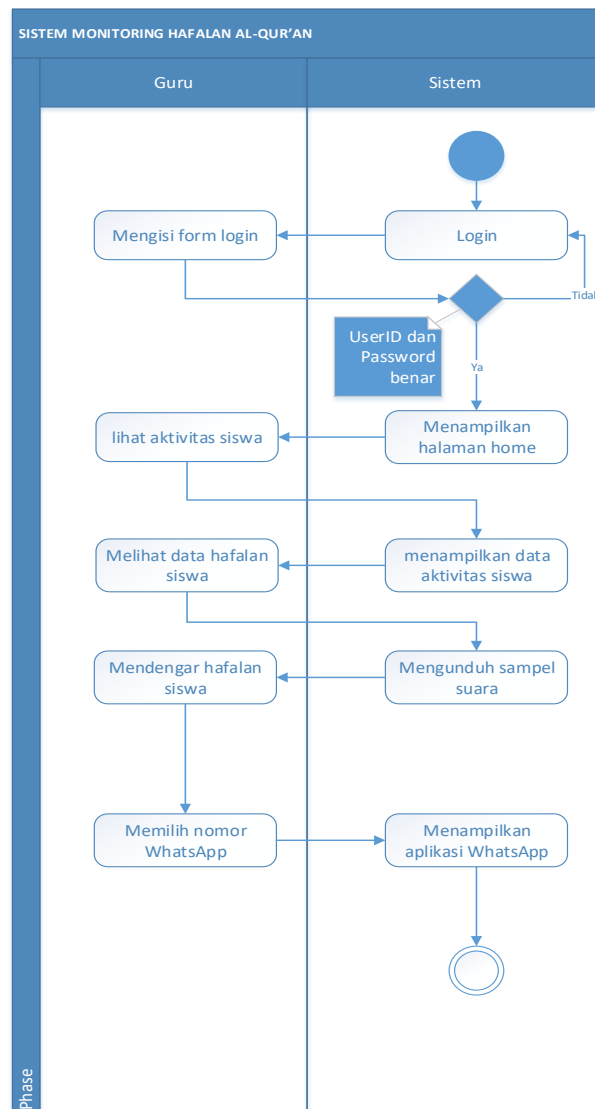 SISTEM MONITORING HAFALAN AL-QUR'AN
Guru
Sistem
Mengisi form login
Login
Tidak
UserID dan
Password
benar
Ya
lihat aktivitas siswa
Menampilkan
halaman home
Melihat data hafalan
siswa
menampilkan data
aktivitas siswa
Mendengar hafalan
siswa
Mengunduh sampel
suara
Memilih nomor
WhatsApp
Menampilkan
aplikasi WhatsApp
Phase